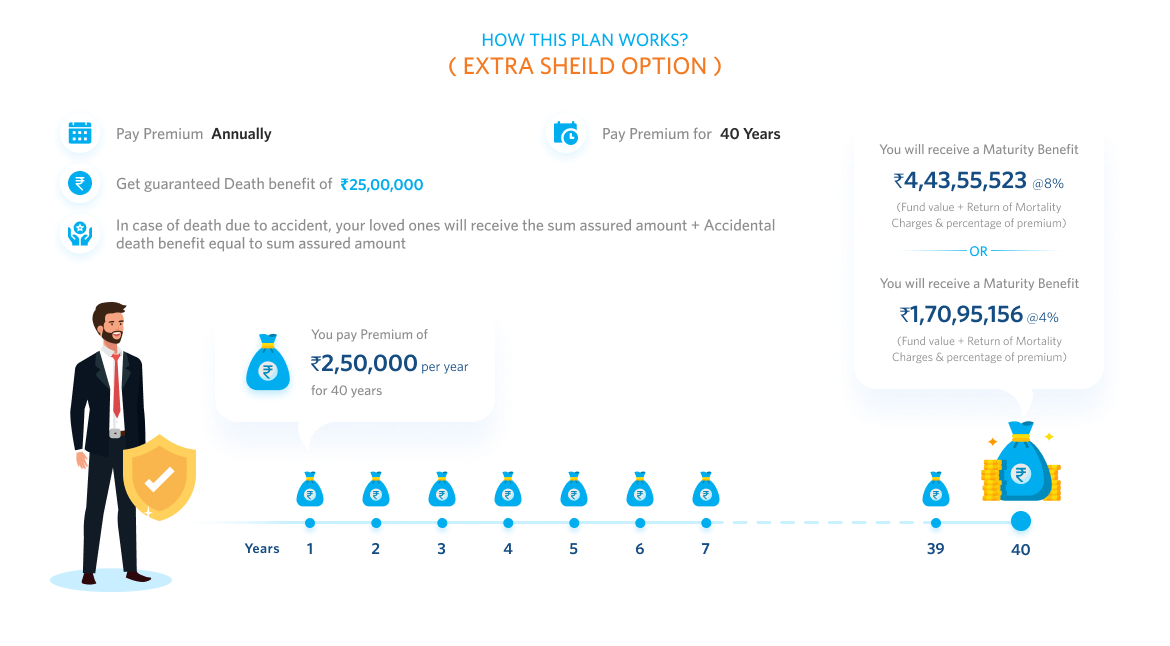 HOW THIS PLAN WORKS?
( EXTRA SHEILD OPTION )
Pay Premium Annually
Pay Premium for 40 Years
Get guaranteed Death benefit of ₹25,00,000
In case of death due to accident, your loved ones will receive the sum assured amount + Accidental
death benefit equal to sum assured amount
You will receive a Maturity Benefit
₹4,43,55,523 @8%
(Fund value + Return of Mortality
Charges & percentage of premium)
OR
You will receive a Maturity Benefit
₹1,70,95,156 @4%
(Fund value + Return of Mortality
Charges & percentage of premium)
You pay Premium of
₹2,50,000 per year
for 40 years
Years 1 2 3 4 5 6 7 39 40